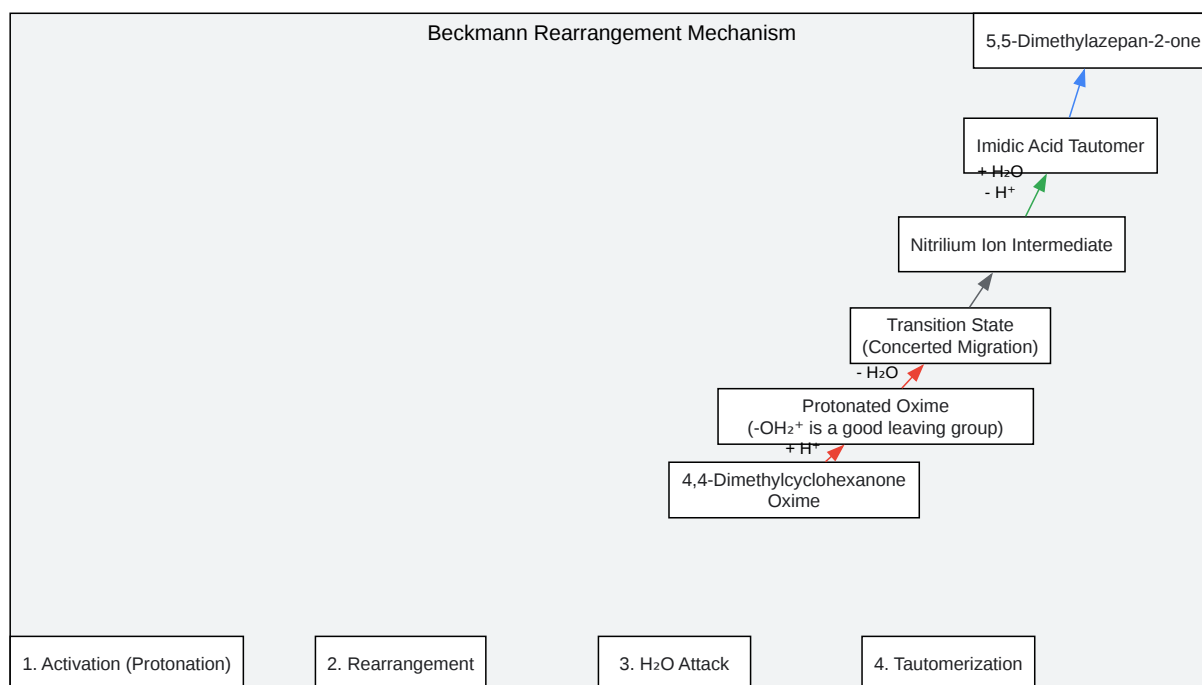 Beckmann Rearrangement Mechanism
5,5-Dimethylazepan-2-one
Imidic Acid Tautomer
+ H₂O
- H⁺
Nitrilium Ion Intermediate
Transition State
(Concerted Migration)
- H₂O
Protonated Oxime
(-OH₂⁺ is a good leaving group)
+ H⁺
4,4-Dimethylcyclohexanone
Oxime
1. Activation (Protonation)
2. Rearrangement
3. H₂O Attack
4. Tautomerization